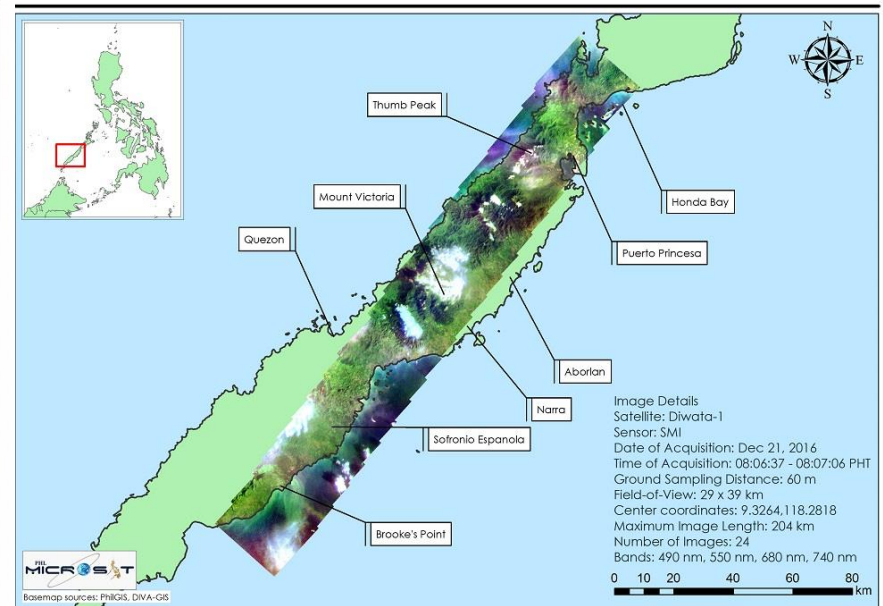 N
W E
S
Thumb Peak
Mount Victoria
Honda Bay
Quezon
Puerto Princesa
Aborlan
Narra
Sofronio Espanola
Brooke's Point
Image Details
Satellite: Diwata-1
Sensor: SMI
Date of Acquisition: Dec 21, 2016
Time of Acquisition: 08:06:37 - 08:07:06 PHT
Ground Sampling Distance: 60 m
Field-of-View: 29 x 39 km
Center coordinates: 9.3264,118.2818
Maximum Image Length: 204 km
Number of Images: 24
Bands: 490 nm, 550 nm, 680 nm, 740 nm
0 10 20 40 60 80
km
PHL
MICROSAT
Basemap sources: PhilGIS, DIVA-GIS